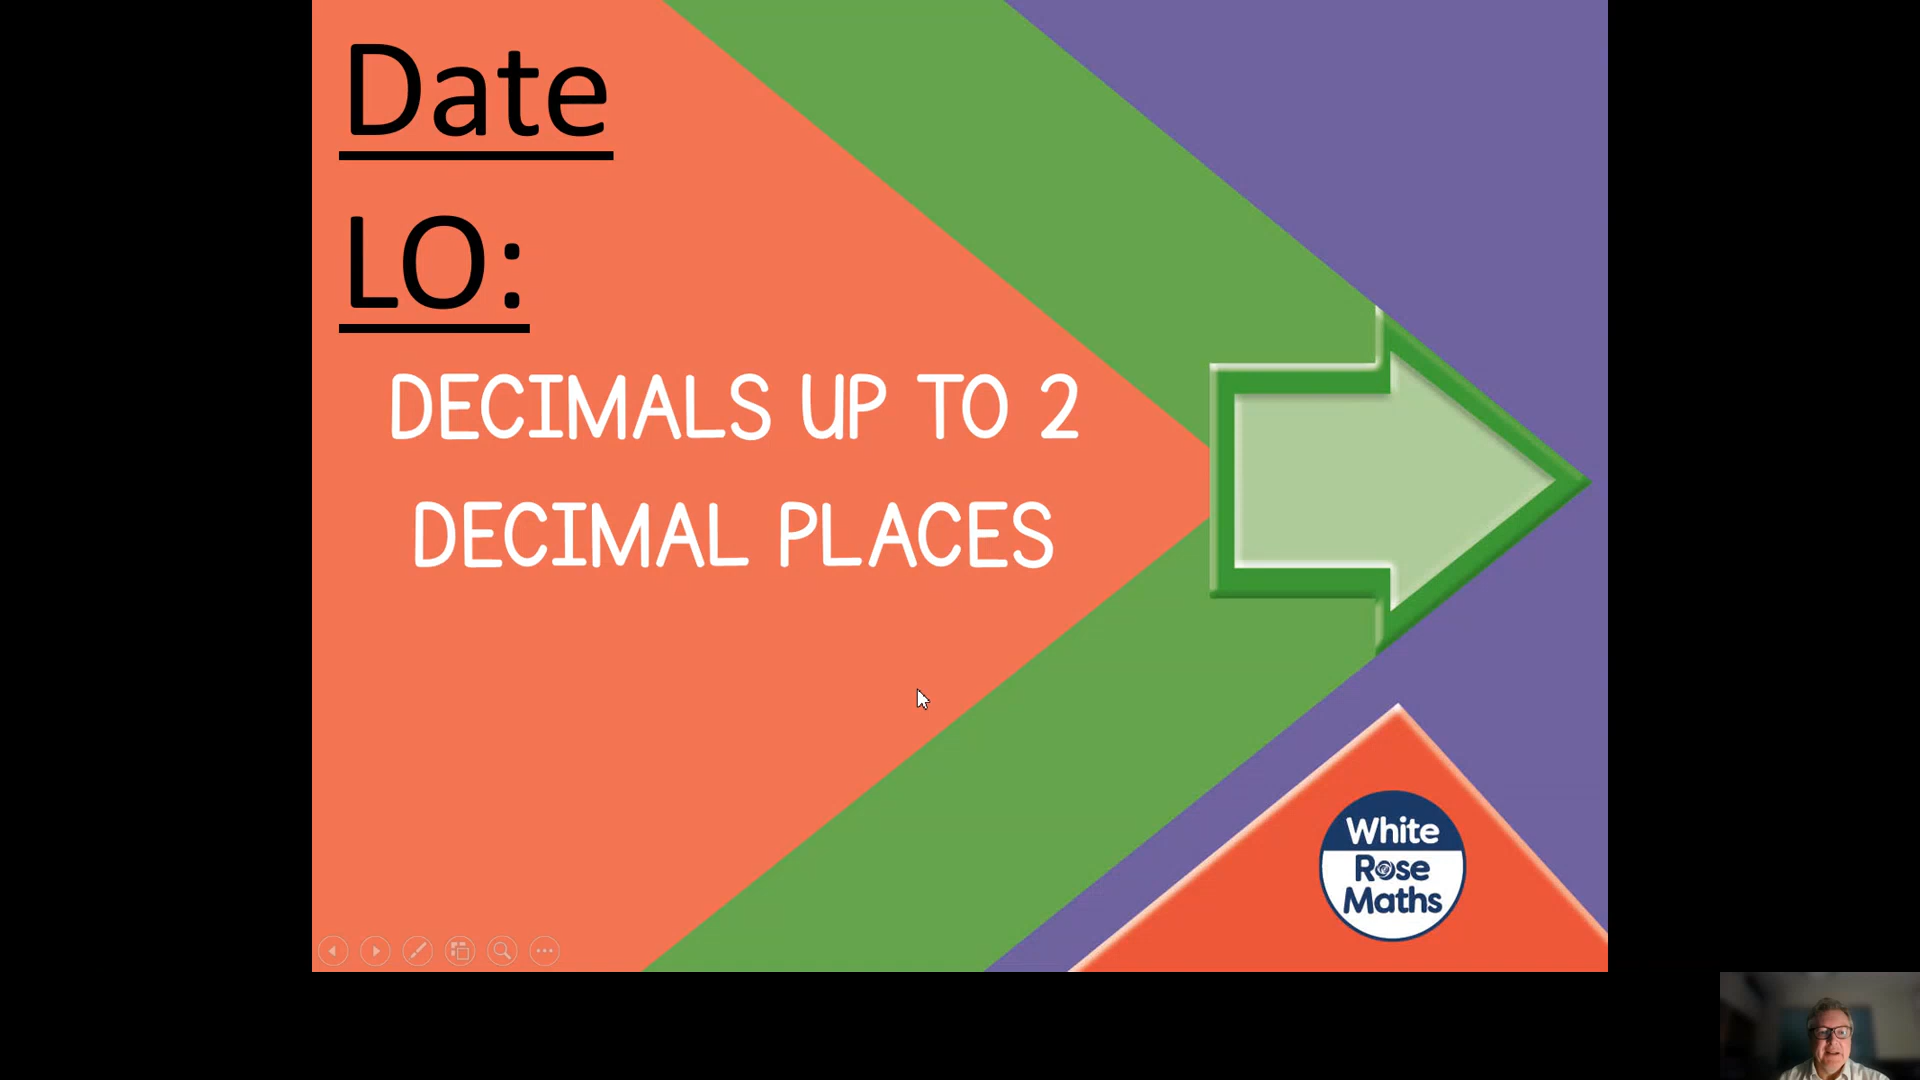 Date
LO:
DECIMALS UP TO 2
DECIMAL PLACES
White
Rose
Maths